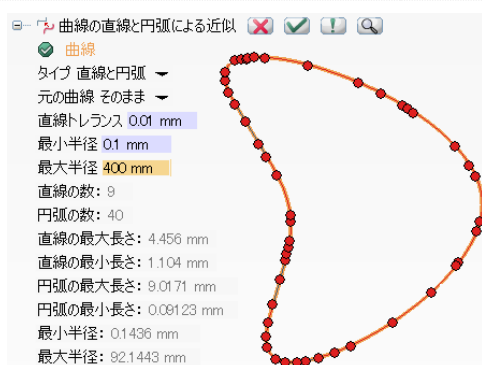 曲線の直線と円弧による近似
曲線
タイプ 直線と円弧
元の曲線 そのまま
直線トレランス 0.01 mm
最小半径 0.1 mm
最大半径 400 mm
直線の数: 9
円弧の数: 40
直線の最大長さ: 4.456 mm
直線の最小長さ: 1.104 mm
円弧の最大長さ: 9.0171 mm
円弧の最小長さ: 0.09123 mm
最小半径: 0.1436 mm
最大半径: 92.1443 mm